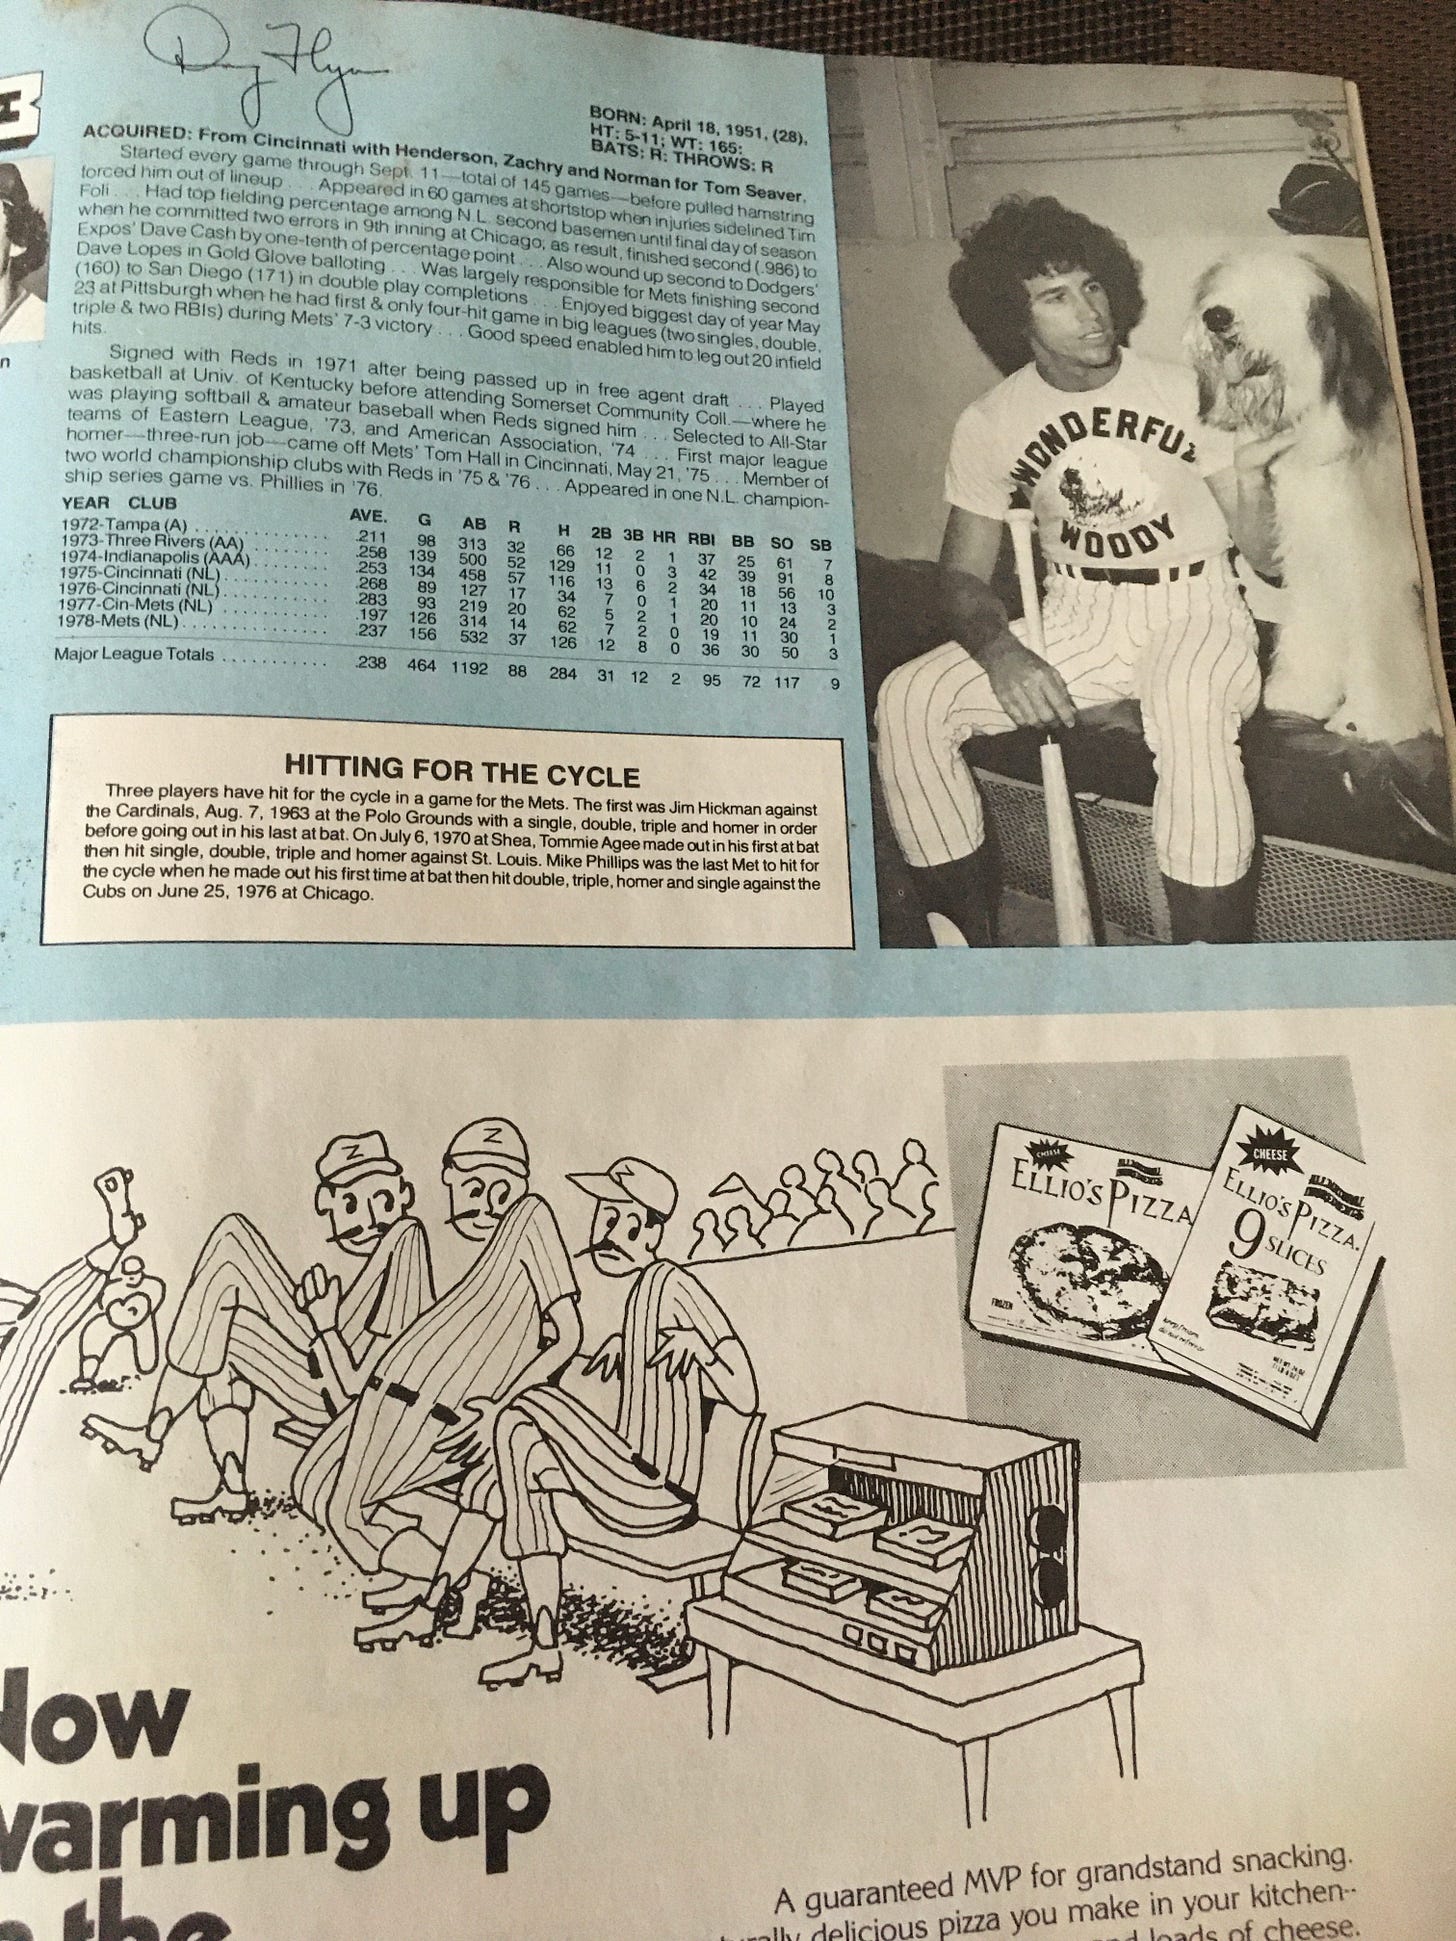 Doug Flynn
BORN: April 18, 1951, (28),
HT: 5-11; WT: 165;
BATS: R: THROWS: R
ACQUIRED: From Cincinnati with Henderson, Zachry and Norman for Tom Seaver.
Started every game through Sept. 11—total of 145 games—before pulled hamstring
forced him out of lineup . . . Appeared in 60 games at shortstop when injuries sidelined Tim
Foli . . . Had top fielding percentage among N.L. second basemen until final day of season
when he committed two errors in 9th inning at Chicago; as result, finished second (.986) to
Expos' Dave Cash by one-tenth of percentage point . . . Also wound up second to Dodgers'
Dave Lopes in Gold Glove balloting . . . Was largely responsible for Mets finishing second
(160) to San Diego (171) in double play completions . . . Enjoyed biggest day of year May
23 at Pittsburgh when he had first & only four-hit game in big leagues (two singles, double,
triple & two RBIs) during Mets' 7-3 victory . . . Good speed enabled him to leg out 20 infield
hits.
Signed with Reds in 1971 after being passed up in free agent draft . . . Played
basketball at Univ. of Kentucky before attending Somerset Community Coll.—where he
was playing softball & amateur baseball when Reds signed him . . . Selected to All-Star
teams of Eastern League, '73, and American Association, '74 . . . First major league
homer—three-run job—came off Mets' Tom Hall in Cincinnati, May 21, '75 . . . Member of
two world championship clubs with Reds in '75 & '76 . . . Appeared in one N.L. champion-
ship series game vs. Phillies in '76.
YEAR CLUB AVE. G AB R H 2B 3B HR RBI BB SO SB
1972-Tampa (A) . . . . . . . . .211 98 313 32 66 12 2 1 37 25 61 7
1973-Three Rivers (AA) . . . . . . . . .258 139 500 52 129 11 0 3 42 39 91 8
1974-Indianapolis (AAA) . . . . . . . . .253 134 458 57 116 13 6 2 34 18 56 10
1975-Cincinnati (NL) . . . . . . . . .268 89 127 17 34 7 0 1 20 11 13 3
1976-Cincinnati (NL) . . . . . . . . .283 93 219 20 62 5 2 1 20 10 24 2
1977-Cin-Mets (NL) . . . . . . . . .197 126 314 14 62 7 2 0 19 11 30 1
1978-Mets (NL) . . . . . . . . .237 156 532 37 126 12 8 0 36 30 50 3
Major League Totals . . . . . . . . .238 464 1192 88 284 31 12 2 95 72 117 9
HITTING FOR THE CYCLE
Three players have hit for the cycle in a game for the Mets. The first was Jim Hickman against
the Cardinals, Aug. 7, 1963 at the Polo Grounds with a single, double, triple and homer in order
before going out in his last at bat. On July 6, 1970 at Shea, Tommie Agee made out in his first at bat
then hit single, double, triple and homer against St. Louis. Mike Phillips was the last Met to hit for
the cycle when he made out his first time at bat then hit double, triple, homer and single against the
Cubs on June 25, 1976 at Chicago.
WONDERFUL
WOODY
CHEESE
ELLIO'S PIZZA
FROZEN
CHEESE
ELLIO'S PIZZA
9 SLICES
Now
warming up
the
A guaranteed MVP for grandstand snacking.
delicious pizza you make in your kitchen--
loads of cheese.